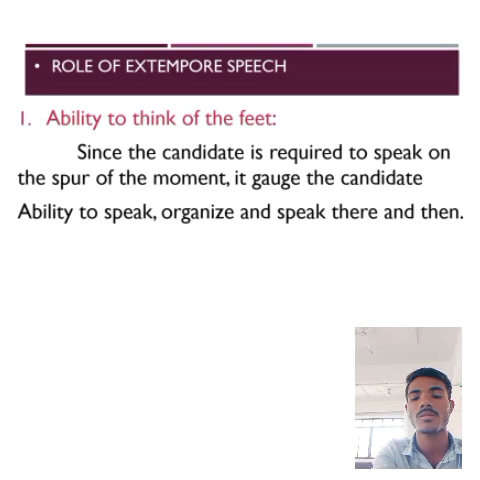 • ROLE OF EXTEMPORE SPEECH
1. Ability to think of the feet:
Since the candidate is required to speak on
the spur of the moment, it gauge the candidate
Ability to speak, organize and speak there and then.